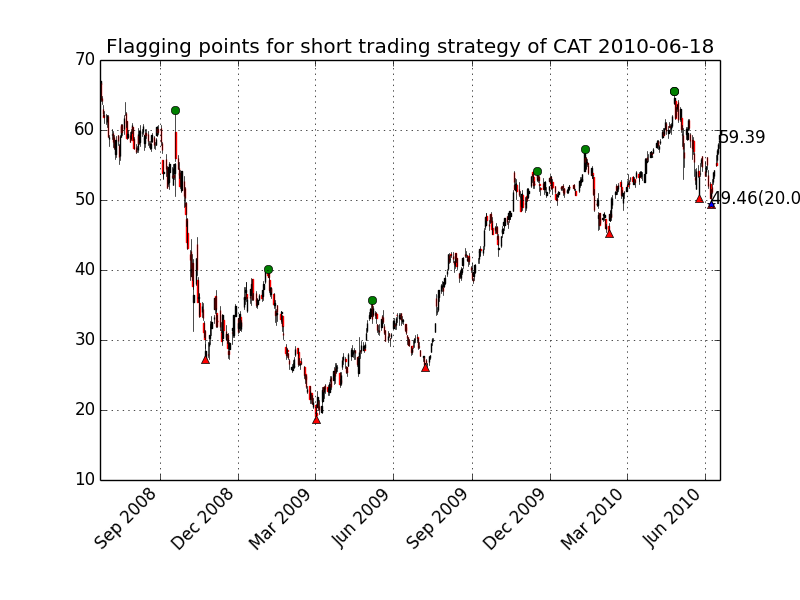 Flagging points for short trading strategy of CAT 2010-06-18
70
60
50
40
30
20
10
59.39
49.46(20.0
Sep 2008
Dec 2008
Mar 2009
Jun 2009
Sep 2009
Dec 2009
Mar 2010
Jun 2010